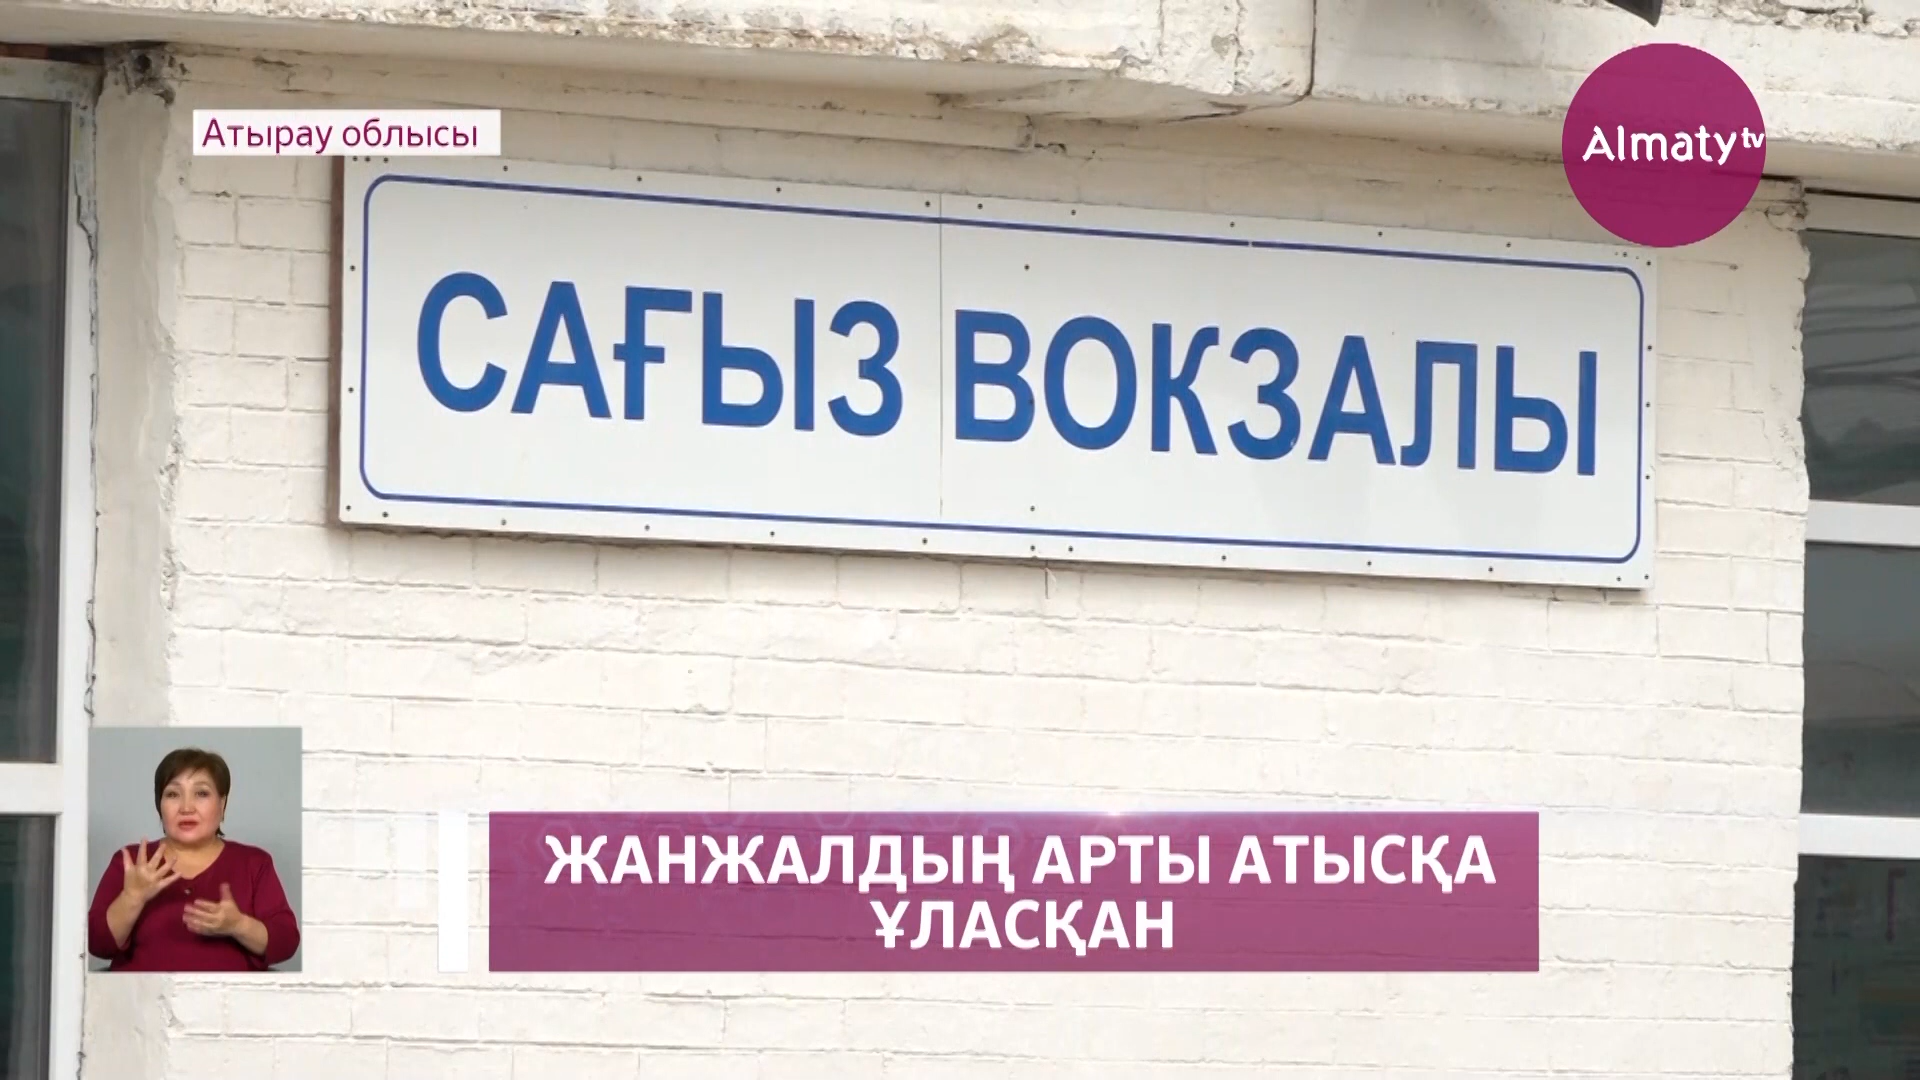 Атырау облысы
Almaty tv
САҒЫЗ ВОКЗАЛЫ
ЖАНЖАЛДЫҢ АРТЫ АТЫСҚА
ҰЛАСҚАН